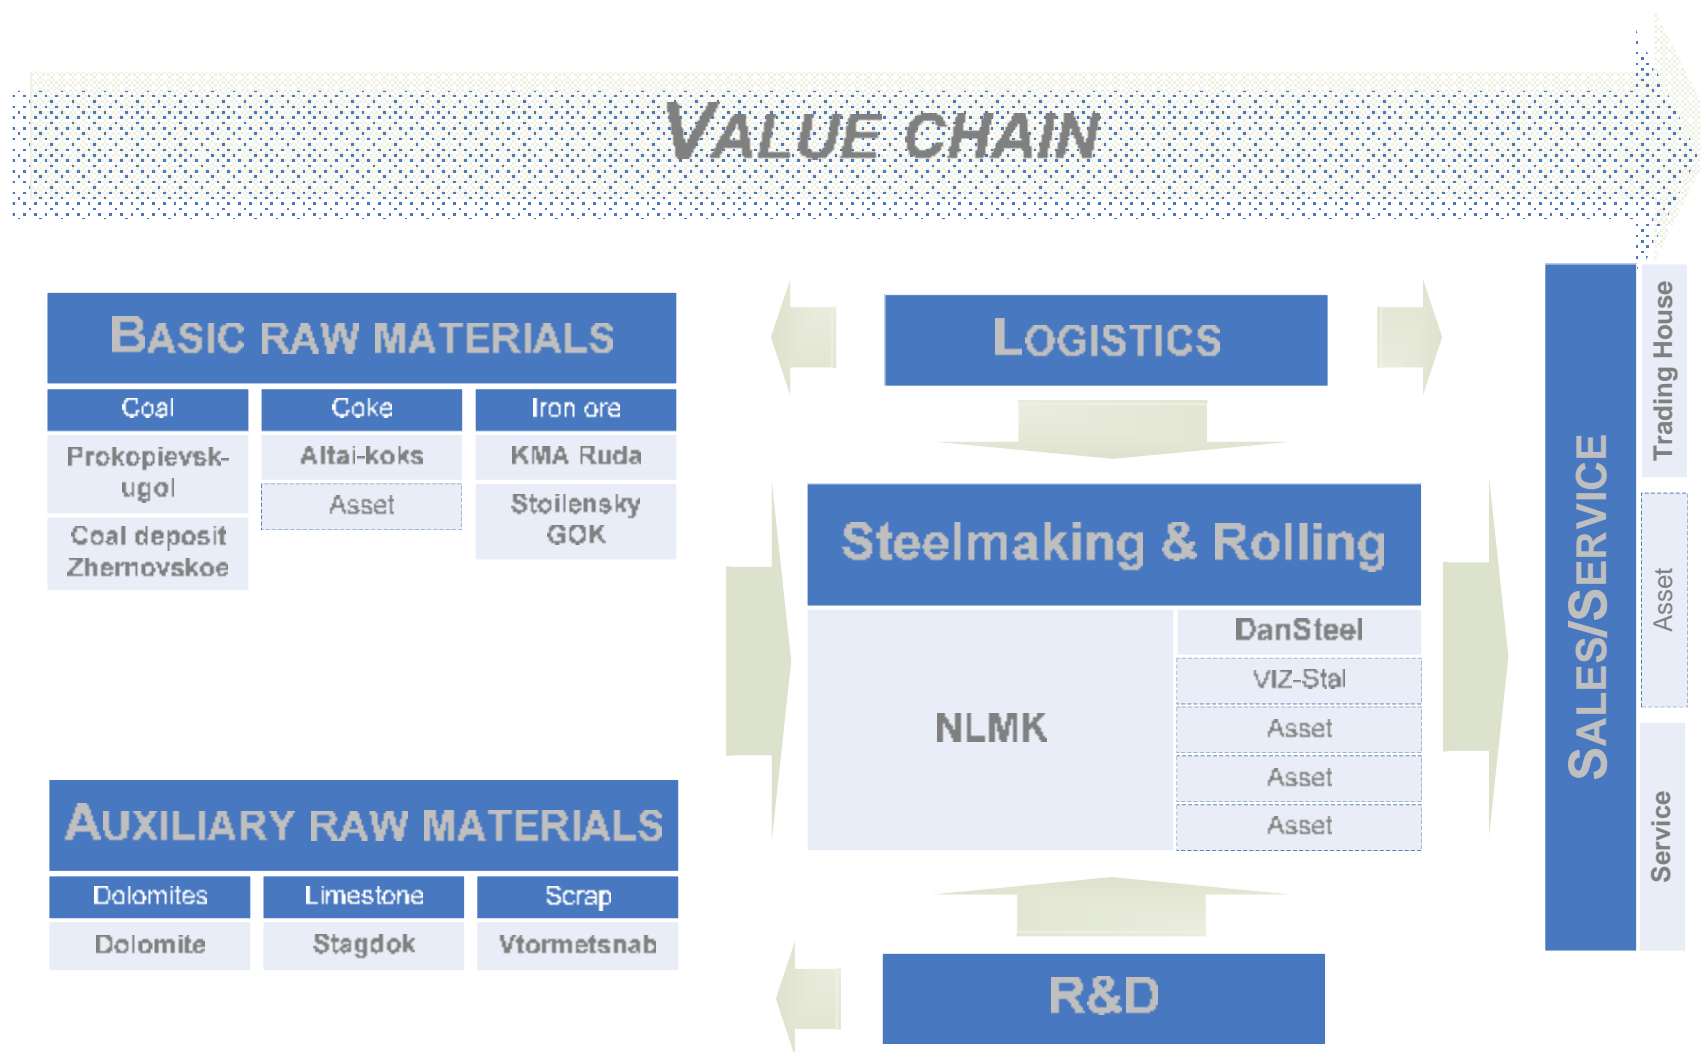 VALUE CHAIN
BASIC RAW MATERIALS
Coal
Prokopievsk-
ugol
Coal deposit
Zhernovskoe
Coke
Altai-koks
Asset
Iron ore
KMA Ruda
Stoilensky
GOK
AUXILIARY RAW MATERIALS
Dolomites
Dolomite
Limestone
Stagdok
Scrap
Vtormetsnab
LOGISTICS
Steelmaking & Rolling
NLMK
DanSteel
VIZ-Stal
Asset
Asset
Asset
R&D
SALES/SERVICE
Trading House
Asset
Service